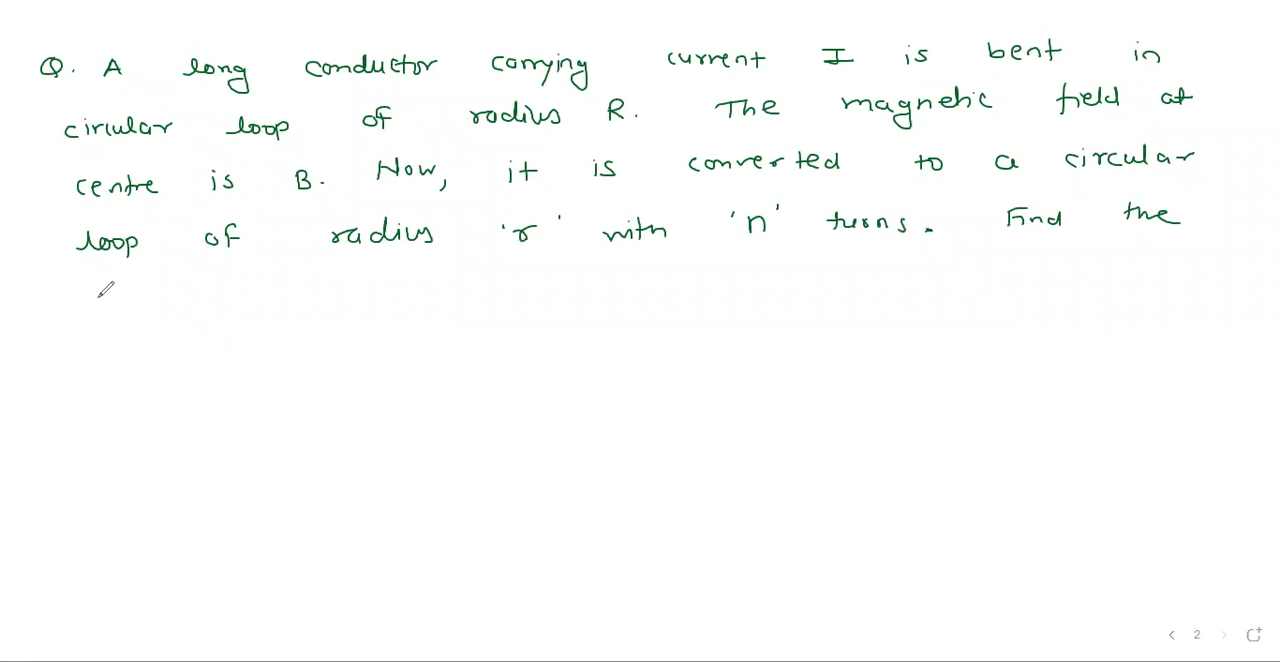 Q. A long conductor carrying current I is bent in
circular loop of radius R. The magnetic field at
centre is B. Now, it is converted to a circular
loop of radius 'r' with 'n' turns. Find the
2